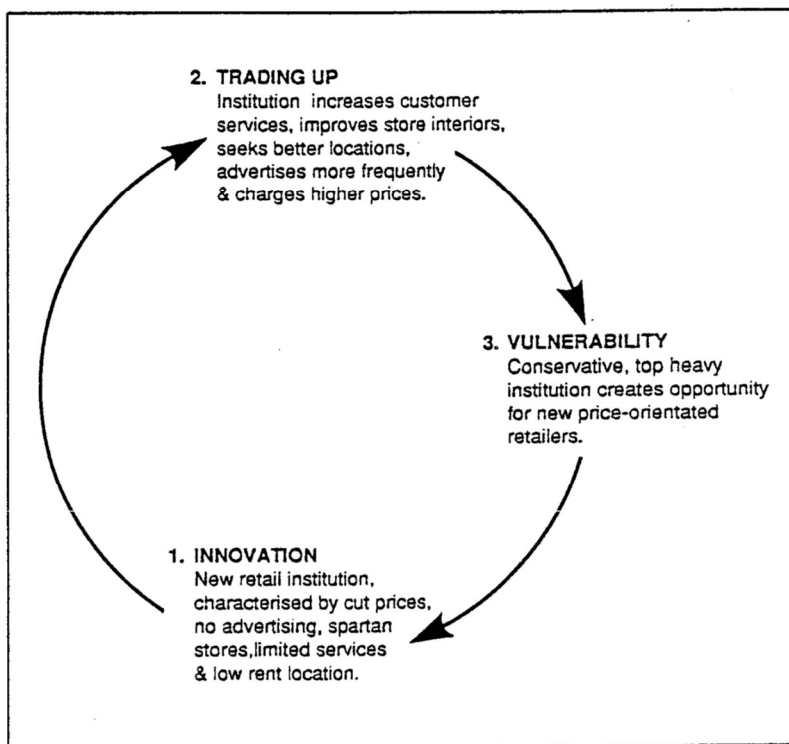 2. TRADING UP
Institution increases customer
services, improves store interiors,
seeks better locations,
advertises more frequently
& charges higher prices.
3. VULNERABILITY
Conservative, top heavy
institution creates opportunity
for new price-orientated
retailers.
1. INNOVATION
New retail institution,
characterised by cut prices,
no advertising, spartan
stores,limited services
& low rent location.